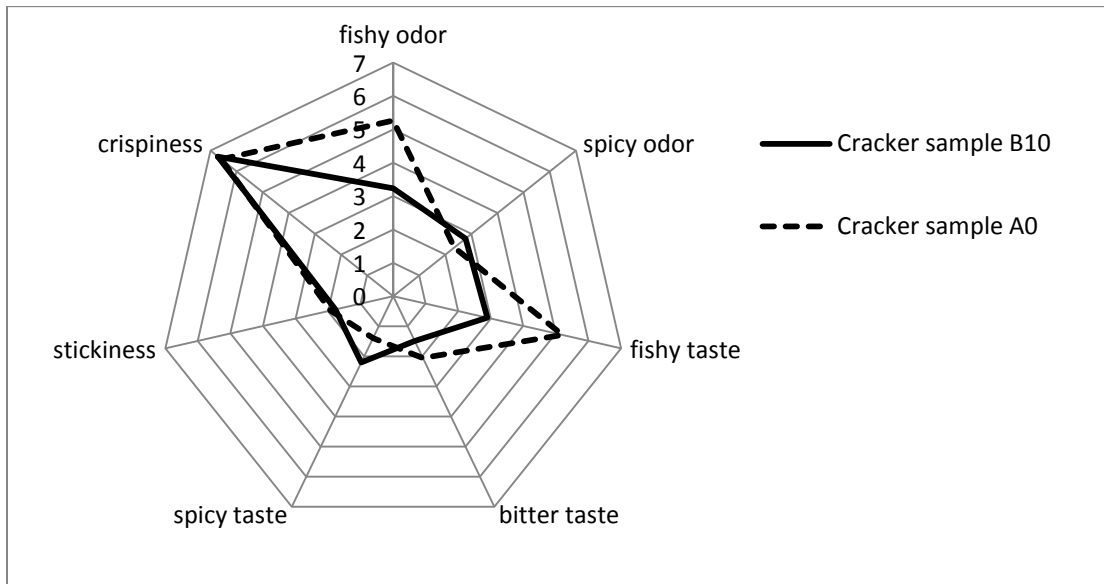 fishy odor
7
6
5
4
3
2
1
0
spicy odor
fishy taste
bitter taste
spicy taste
stickiness
crispiness
Cracker sample B10
Cracker sample A0